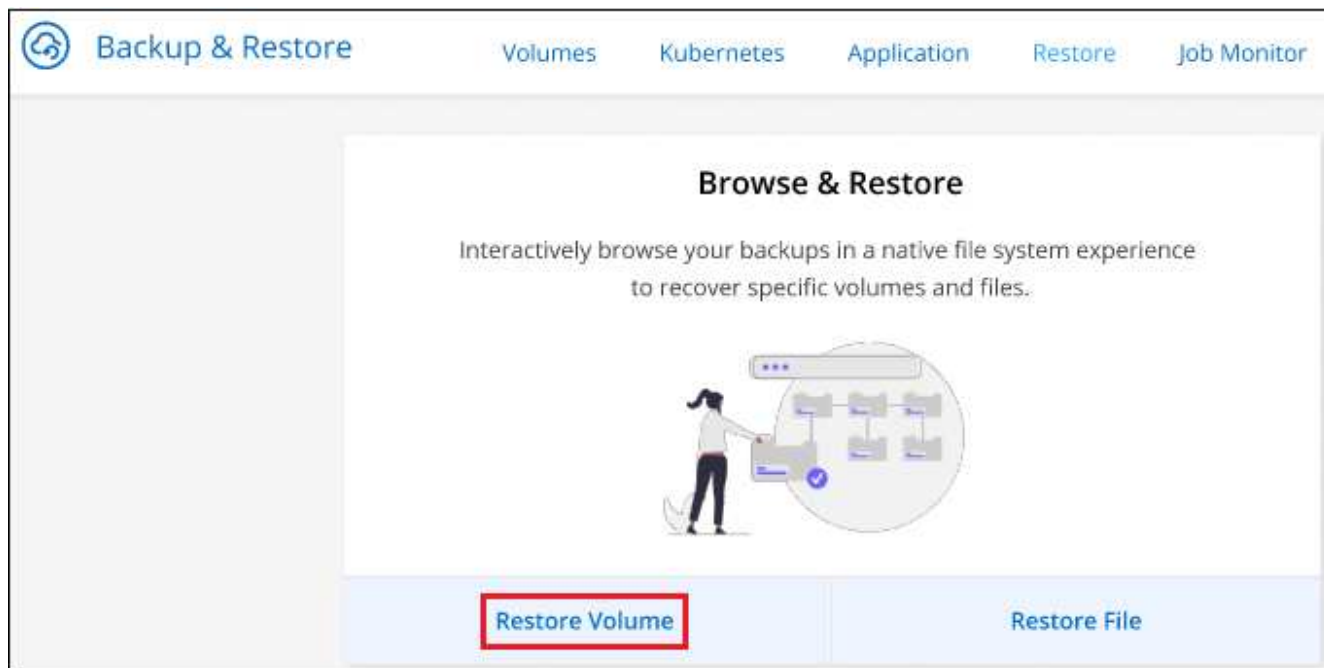 Backup & Restore Volumes Kubernetes Application Restore Job Monitor
Browse & Restore
Interactively browse your backups in a native file system experience
to recover specific volumes and files.
Restore Volume Restore File